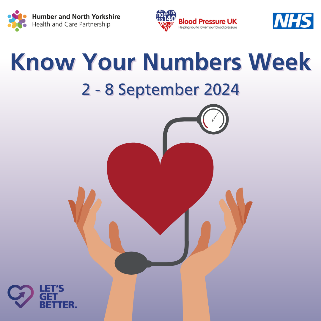 Humber and North Yorkshire
Health and Care Partnership
Blood Pressure UK
NHS
Know Your Numbers Week
2 - 8 September 2024
LET'S
GET
BETTER.